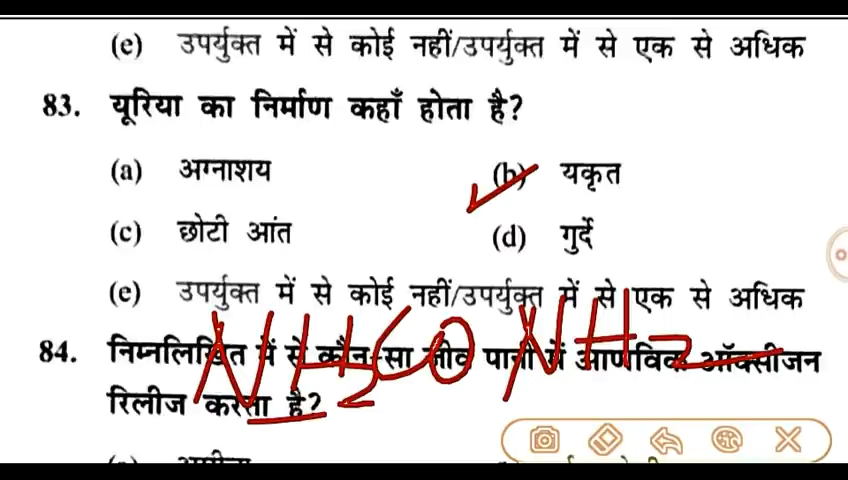 (e) उपर्युक्त में से कोई नहीं/उपर्युक्त में से एक से अधिक
83. यूरिया का निर्माण कहाँ होता है?
(a) अग्नाशय (b) यकृत
(c) छोटी आंत (d) गुर्दे
(e) उपर्युक्त में से कोई नहीं/उपर्युक्त में से एक से अधिक
NH2CONH2
84. निम्नलिखित में से कौन-सा जीव पानी में आणविक ऑक्सीजन
रिलीज करता है?